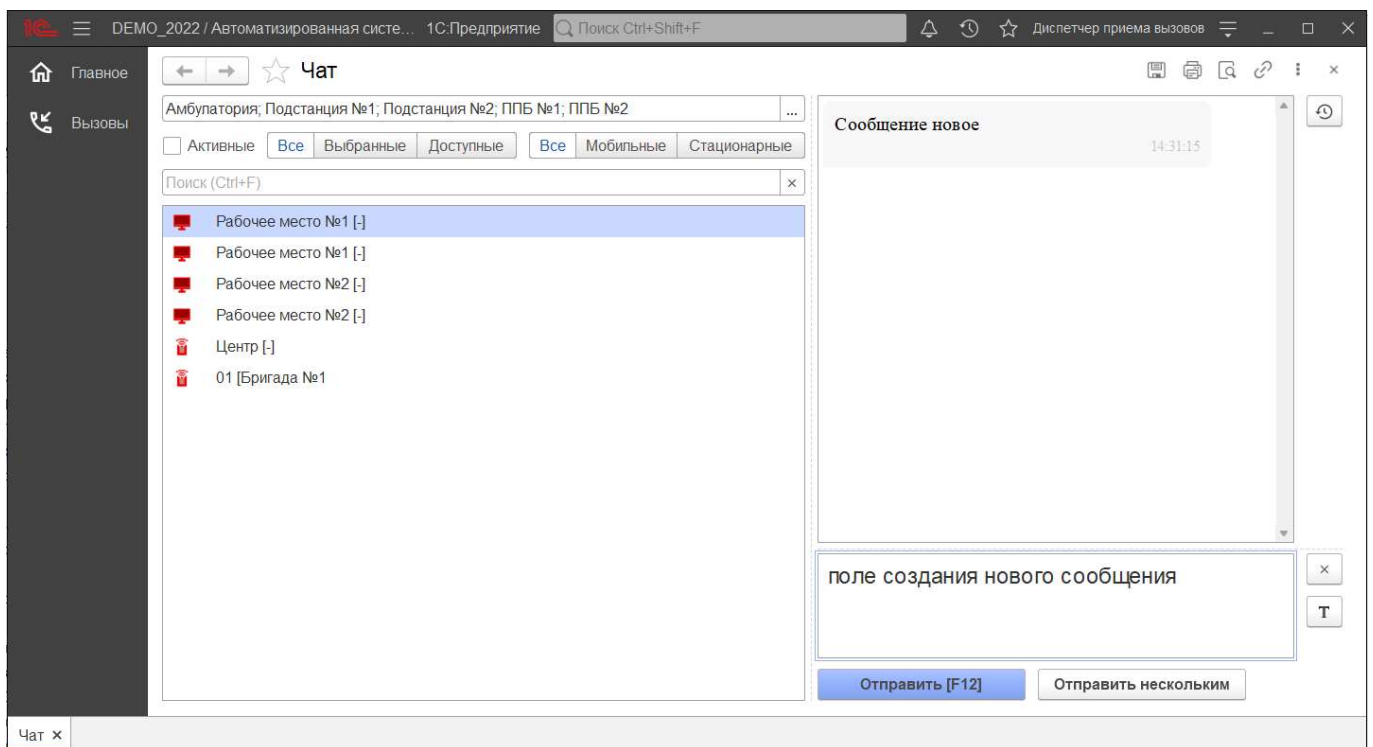 1С DEMO_2022 / Автоматизированная систе... 1С:Предприятие Поиск Ctrl+Shift+F Диспетчер приема вызовов
Главное
Вызовы
Чат
Амбулатория; Подстанция №1; Подстанция №2; ППБ №1; ППБ №2 ...
Активные Все Выбранные Доступные Все Мобильные Стационарные
Поиск (Ctrl+F) ×
Рабочее место №1 [-]
Рабочее место №1 [-]
Рабочее место №2 [-]
Рабочее место №2 [-]
Центр [-]
01 [Бригада №1
Сообщение новое
14:31:15
поле создания нового сообщения
T
Отправить [F12] Отправить нескольким
Чат ×